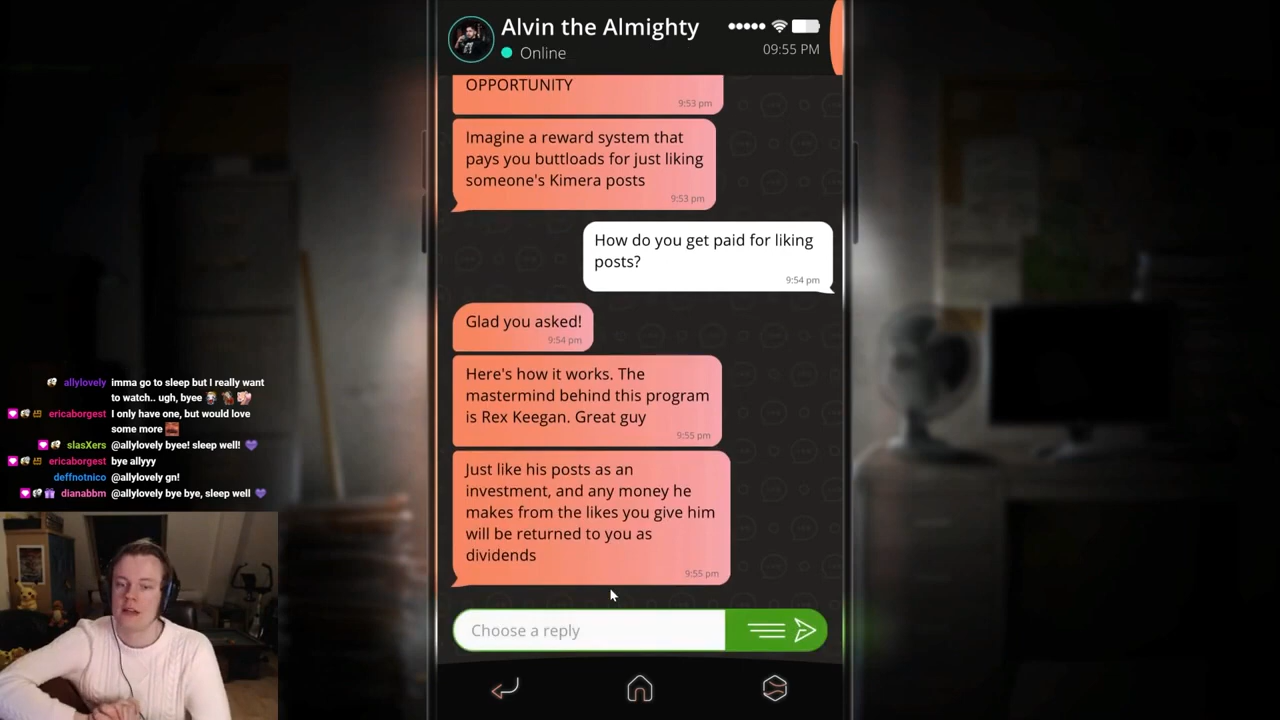 Alvin the Almighty
Online
09:55 PM
OPPORTUNITY
9:53 pm
Imagine a reward system that
pays you buttloads for just liking
someone's Kimera posts
9:53 pm
How do you get paid for liking
posts?
9:54 pm
Glad you asked!
9:54 pm
Here's how it works. The
mastermind behind this program
is Rex Keegan. Great guy
9:55 pm
Just like his posts as an
investment, and any money he
makes from the likes you give him
will be returned to you as
dividends
9:55 pm
Choose a reply
allylovely imma go to sleep but I really want
to watch.. ugh, byee
ericaborgest I only have one, but would love
some more
slasXers @allylovely byee! sleep well!
ericaborgest bye allyyy
deffnotnico @allylovely gn!
dianabbm @allylovely bye bye, sleep well